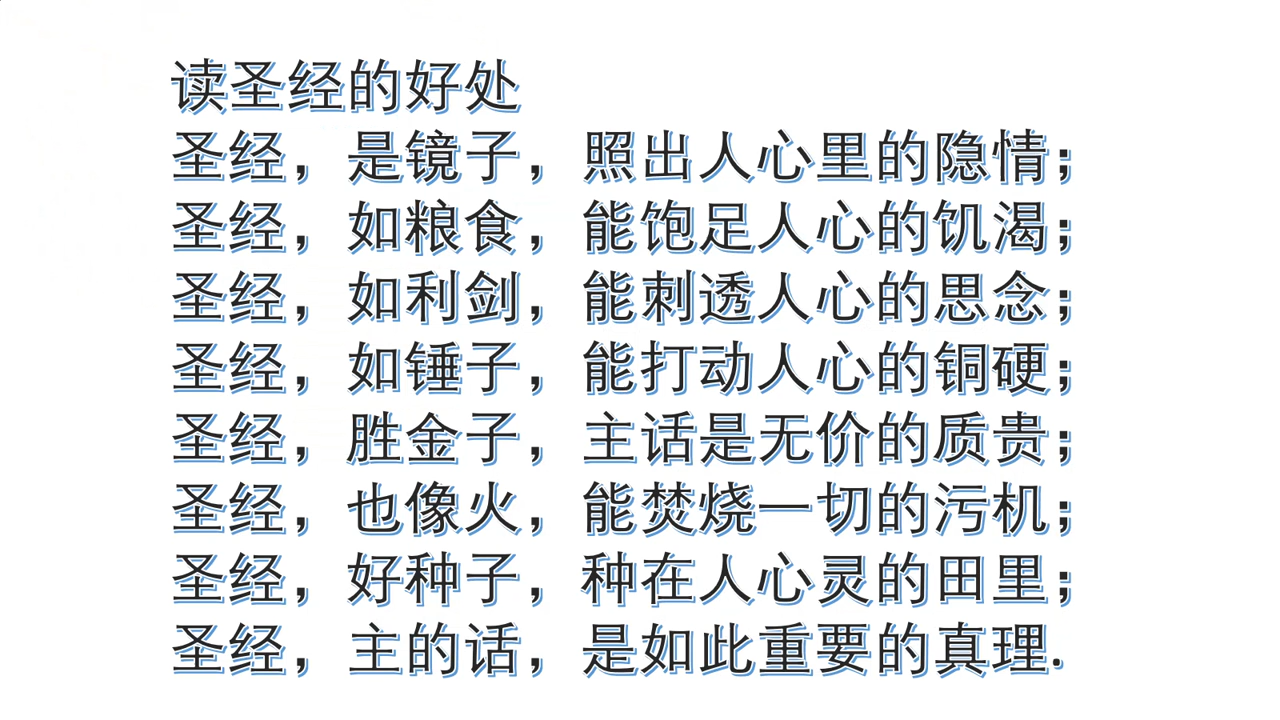 读圣经的好处
圣经，是镜子，照出人心里的隐情；
圣经，如粮食，能饱足人心的饥渴；
圣经，如利剑，能刺透人心的思念；
圣经，如锤子，能打动人心的铜硬；
圣经，胜金子，主话是无价的质贵；
圣经，也像火，能焚烧一切的污机；
圣经，好种子，种在人心灵的田里；
圣经，主的话，是如此重要的真理.